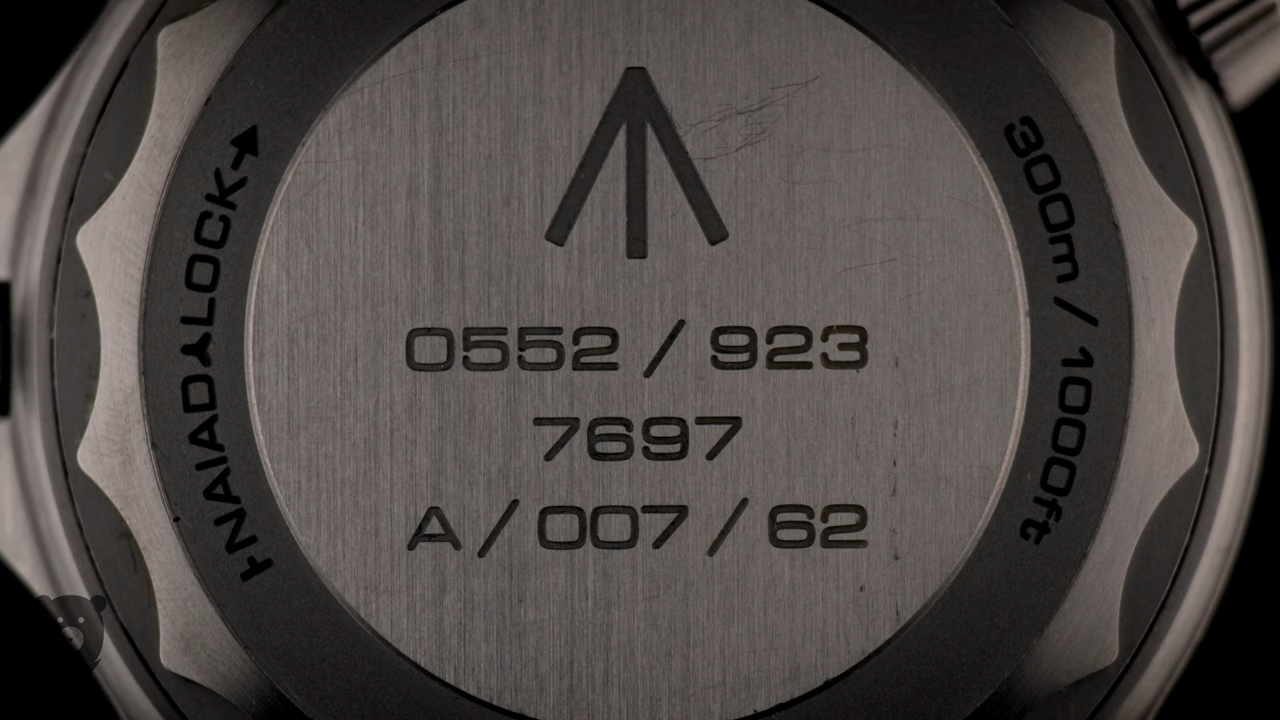 0552 / 923
7697
A / 007 / 62
NAIAD LOCK
300m / 1000ft